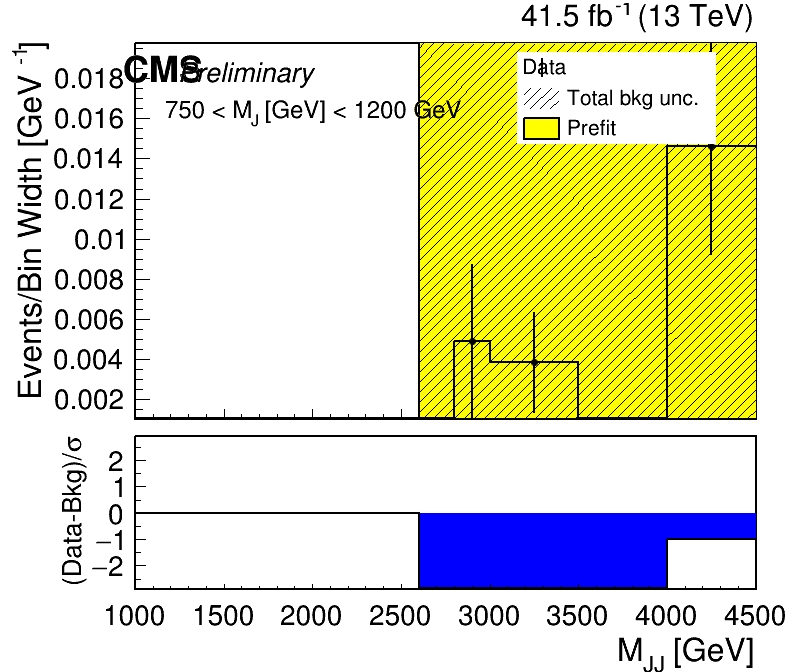 41.5 fb-1 (13 TeV)
CMS Preliminary
750 < MJ [GeV] < 1200 GeV
Data
Total bkg unc.
Prefit
Events/Bin Width [GeV -1]
0.018
0.016
0.014
0.012
0.01
0.008
0.006
0.004
0.002
(Data-Bkg)/σ
2
1
0
−1
−2
1000 1500 2000 2500 3000 3500 4000 4500
MJJ [GeV]